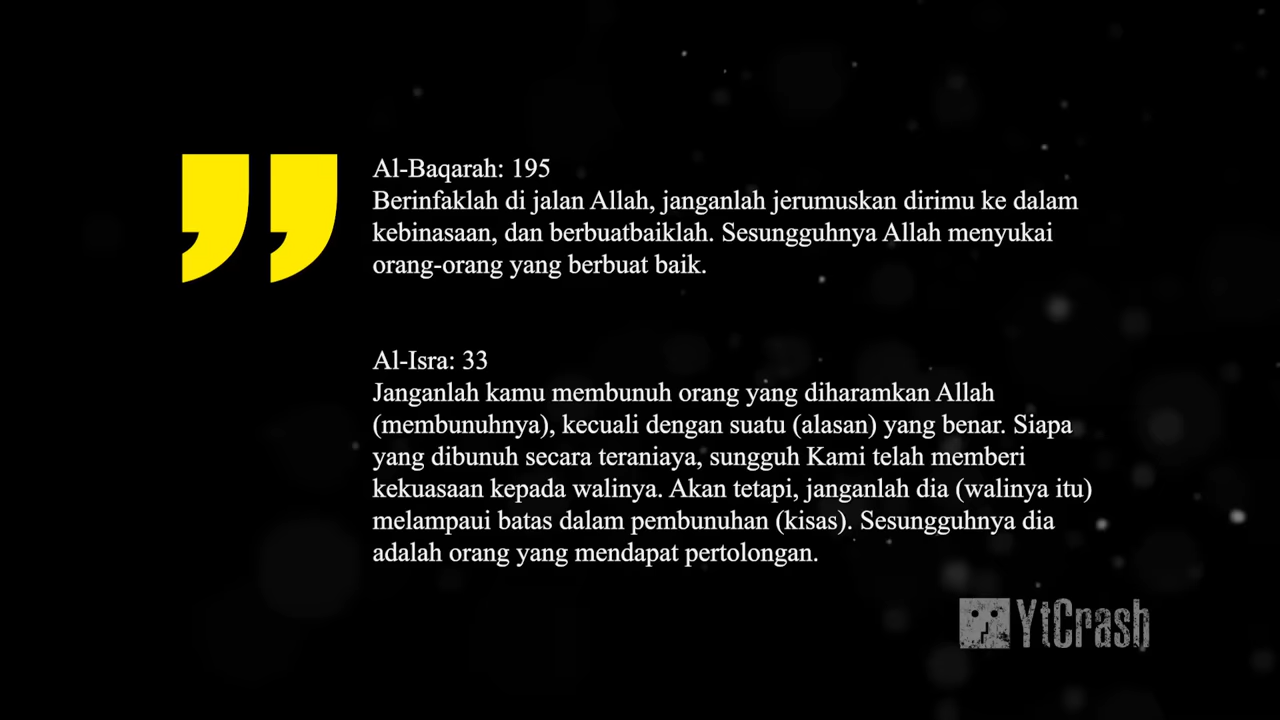 Al-Baqarah: 195
Berinfaklah di jalan Allah, janganlah jerumuskan dirimu ke dalam
kebinasaan, dan berbuatbaiklah. Sesungguhnya Allah menyukai
orang-orang yang berbuat baik.
Al-Isra: 33
Janganlah kamu membunuh orang yang diharamkan Allah
(membunuhnya), kecuali dengan suatu (alasan) yang benar. Siapa
yang dibunuh secara teraniaya, sungguh Kami telah memberi
kekuasaan kepada walinya. Akan tetapi, janganlah dia (walinya itu)
melampaui batas dalam pembunuhan (kisas). Sesungguhnya dia
adalah orang yang mendapat pertolongan.
YtCrash